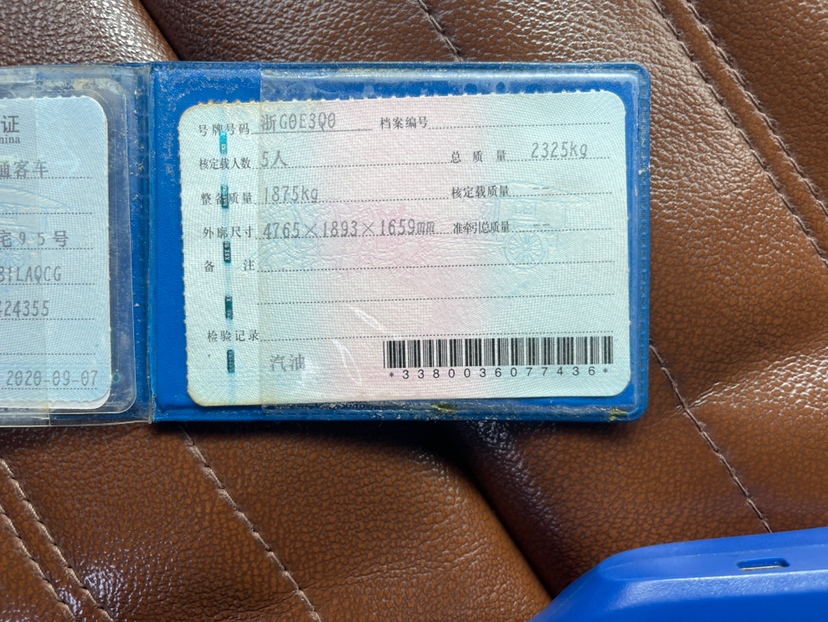 证
China
通客车
宅95号
BILAQCG
424355
2020-09-07
号牌号码 浙G0E3Q0 档案编号
核定载人数 5人 总质量 2325kg
整备质量 1875kg 核定载质量 --
外廓尺寸 4765×1893×1659mm 准牵引总质量 --
备注
检验记录
汽油
*3380036077436*